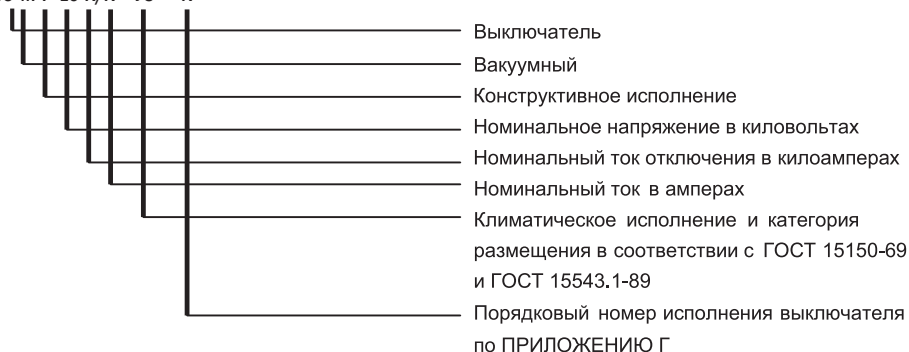 Выключатель
Вакуумный
Конструктивное исполнение
Номинальное напряжение в киловольтах
Номинальный ток отключения в килоамперах
Номинальный ток в амперах
Климатическое исполнение и категория
размещения в соответствии с ГОСТ 15150-69
и ГОСТ 15543.1-89
Порядковый номер исполнения выключателя
по ПРИЛОЖЕНИЮ Г